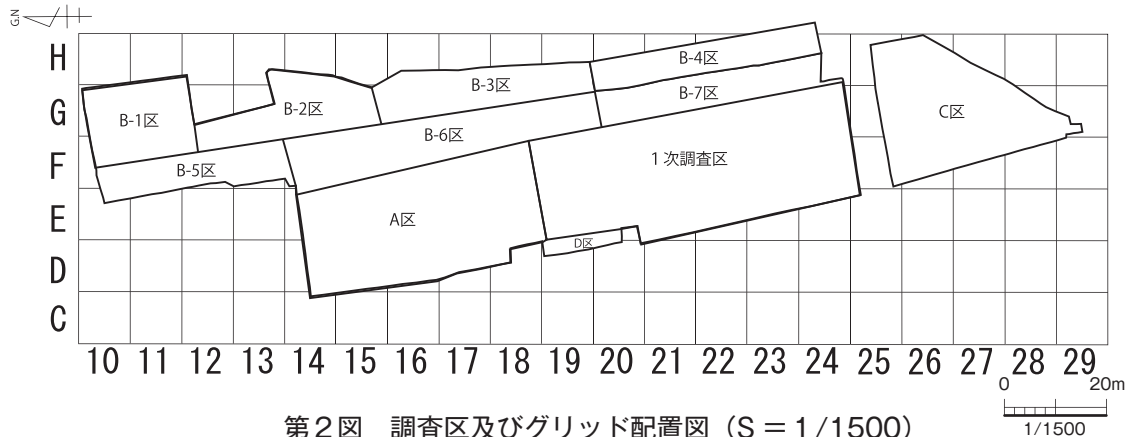 G.N
H
G
F
E
D
C
B-1区
B-2区
B-3区
B-4区
B-5区
B-6区
B-7区
1次調査区
A区
D区
C区
10 11 12 13 14 15 16 17 18 19 20 21 22 23 24 25 26 27 28 29
0 20m
1/1500
第2図 調査区及びグリッド配置図(S=1/1500)